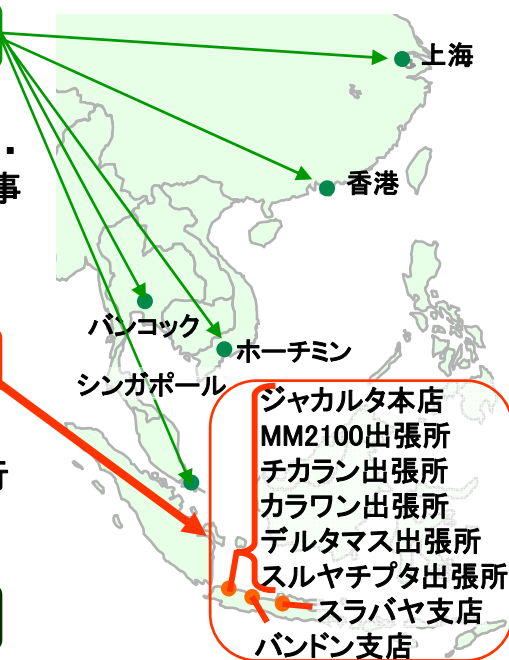 上海
・
事
香港
バンコック
ホーチミン
シンガポール
ジャカルタ本店
MM2100出張所
チカラン出張所
カラワン出張所
行
デルタマス出張所
スルヤチプタ出張所
スラバヤ支店
バンドン支店